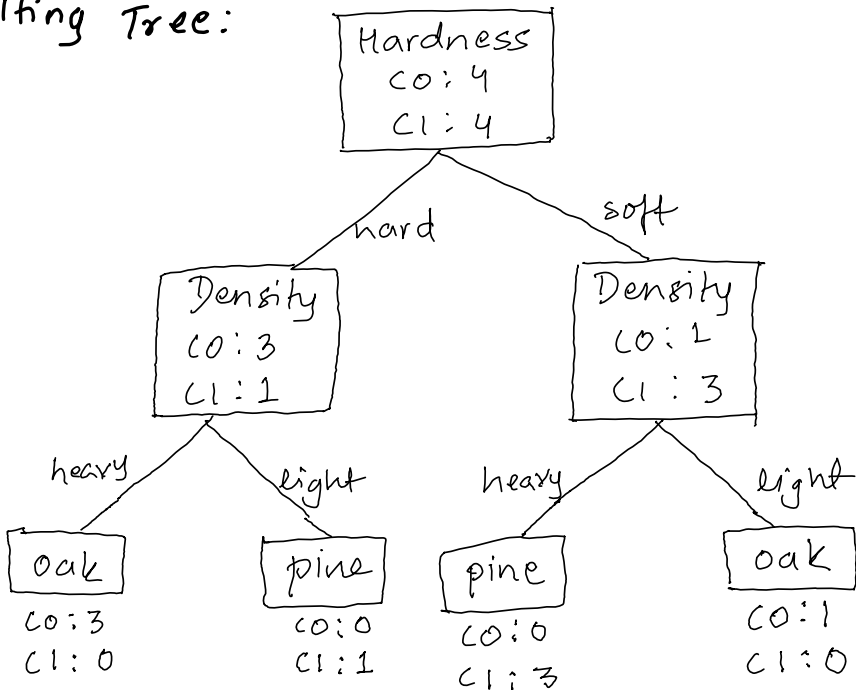 Tree:
Hardness
C0: 4
C1: 4
hard
soft
Density
C0: 3
C1: 1
Density
C0: 1
C1: 3
heavy
light
heavy
light
oak
pine
pine
oak
C0: 3
C1: 0
C0: 0
C1: 1
C0: 0
C1: 3
C0: 1
C1: 0